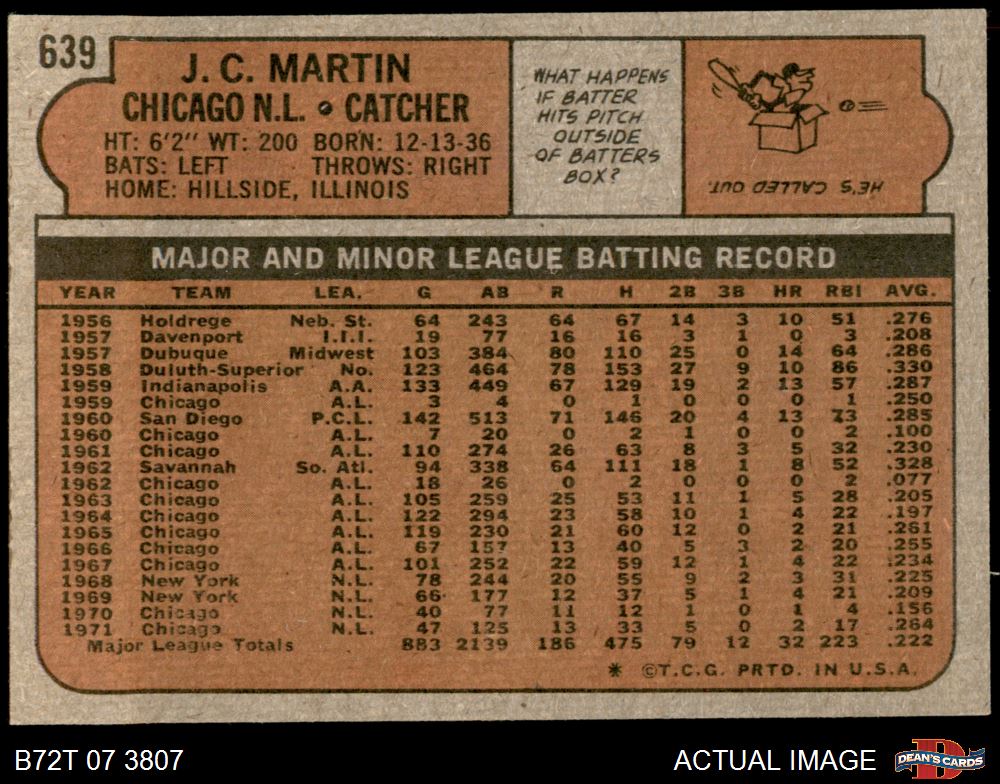 639
J. C. MARTIN
CHICAGO N.L. • CATCHER
HT: 6'2" WT: 200 BORN: 12-13-36
BATS: LEFT THROWS: RIGHT
HOME: HILLSIDE, ILLINOIS
WHAT HAPPENS
IF BATTER
HITS PITCH
OUTSIDE
OF BATTERS
BOX?
HE'S CALLED OUT.
MAJOR AND MINOR LEAGUE BATTING RECORD
YEAR TEAM LEA. G AB R H 2B 3B HR RBI AVG.
1956 Holdrege Neb. St. 64 243 64 67 14 3 10 51 .276
1957 Davenport I.I.I. 19 77 16 16 3 1 0 3 .208
1957 Dubuque Midwest 103 384 80 110 25 0 14 64 .286
1958 Duluth-Superior No. 123 464 78 153 27 9 10 86 .330
1959 Indianapolis A.A. 133 449 67 129 19 2 13 57 .287
1959 Chicago A.L. 3 4 0 1 0 0 0 1 .250
1960 San Diego P.C.L. 142 513 71 146 20 4 13 73 .285
1960 Chicago A.L. 7 20 0 2 1 0 0 2 .100
1961 Chicago A.L. 110 274 26 63 8 3 5 32 .230
1962 Savannah So. Atl. 94 338 64 111 18 1 8 52 .328
1962 Chicago A.L. 18 26 0 2 0 0 0 2 .077
1963 Chicago A.L. 105 259 25 53 11 1 5 28 .205
1964 Chicago A.L. 122 294 23 58 10 1 4 22 .197
1965 Chicago A.L. 119 230 21 60 12 0 2 21 .261
1966 Chicago A.L. 67 157 13 40 5 3 2 20 .255
1967 Chicago A.L. 101 252 22 59 12 1 4 22 .234
1968 New York N.L. 78 244 20 55 9 2 3 31 .225
1969 New York N.L. 66 177 12 37 5 1 4 21 .209
1970 Chicago N.L. 40 77 11 12 1 0 1 4 .156
1971 Chicago N.L. 47 125 13 33 5 0 2 17 .264
Major League Totals 883 2139 186 475 79 12 32 223 .222
* ©T.C.G. PRTD. IN U.S.A.
B72T 07 3807 ACTUAL IMAGE
DEAN'S CARDS